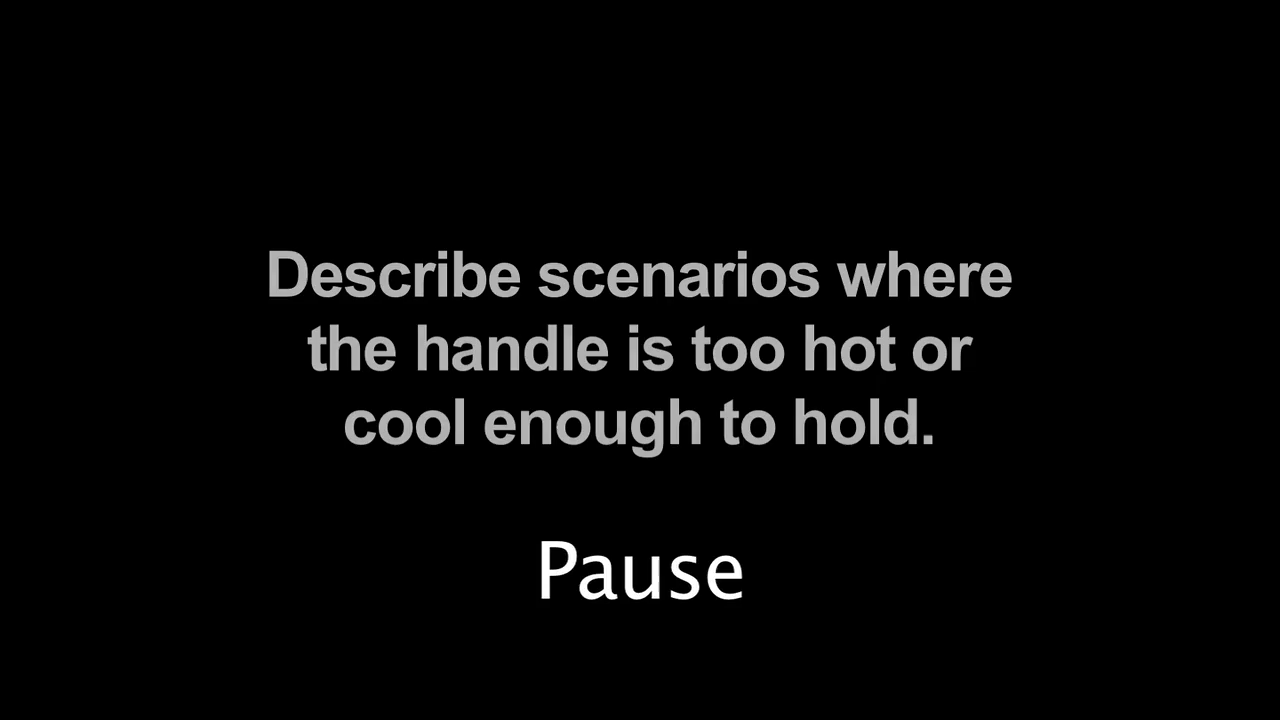 Describe scenarios where
the handle is too hot or
cool enough to hold.
Pause